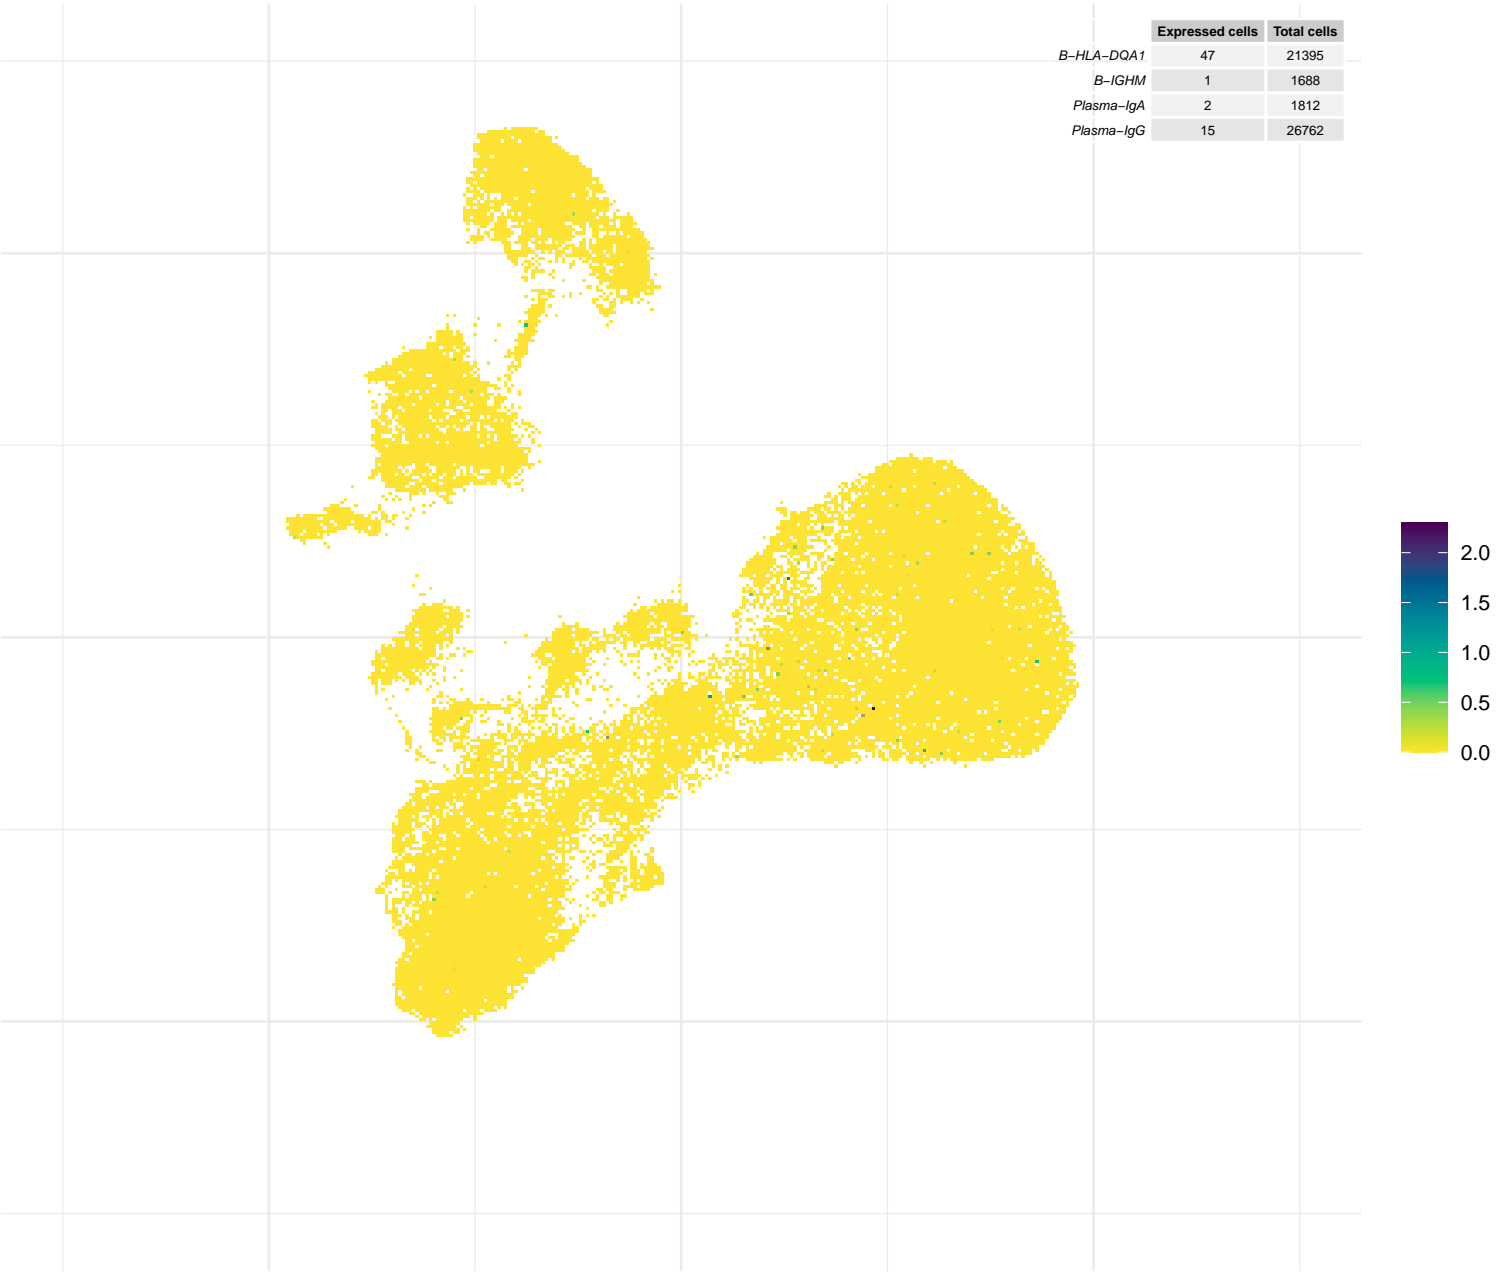 Expressed cells Total cells
B−HLA−DQA1 47 21395
B−IGHM 1 1688
Plasma−IgA 2 1812
Plasma−IgG 15 26762
2.0
1.5
1.0
0.5
0.0